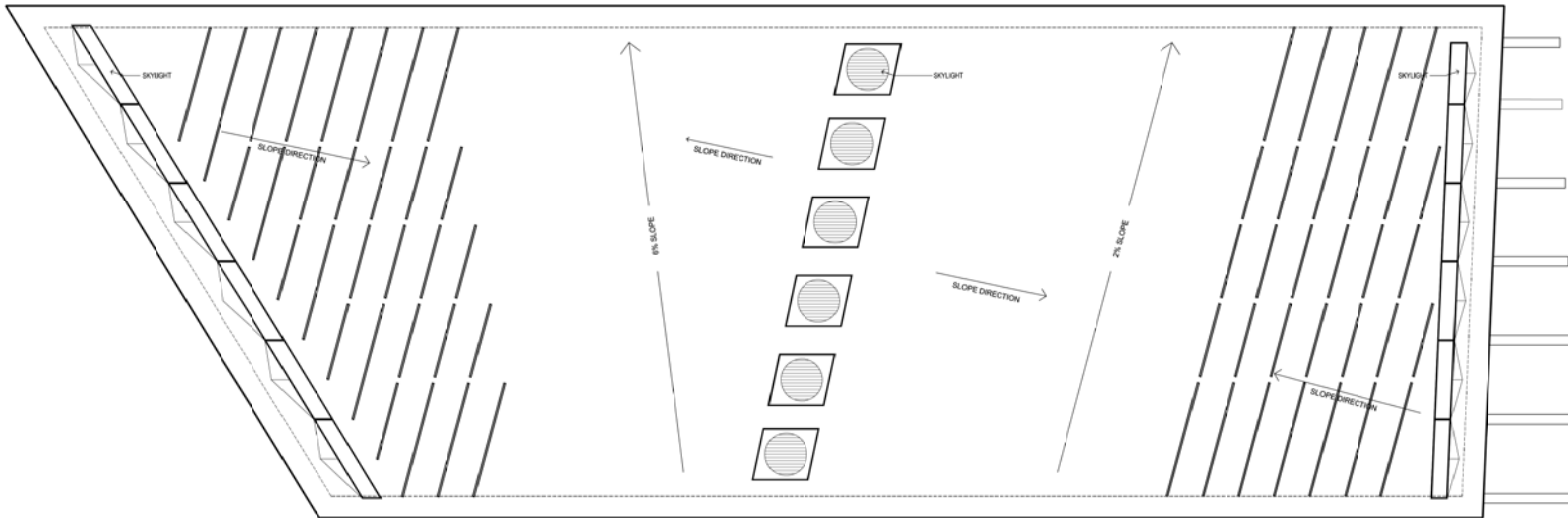 SKYLIGHT
SKYLIGHT
SKYLIGHT
SLOPE DIRECTION
SLOPE DIRECTION
6% SLOPE
2% SLOPE
SLOPE DIRECTION
SLOPE DIRECTION